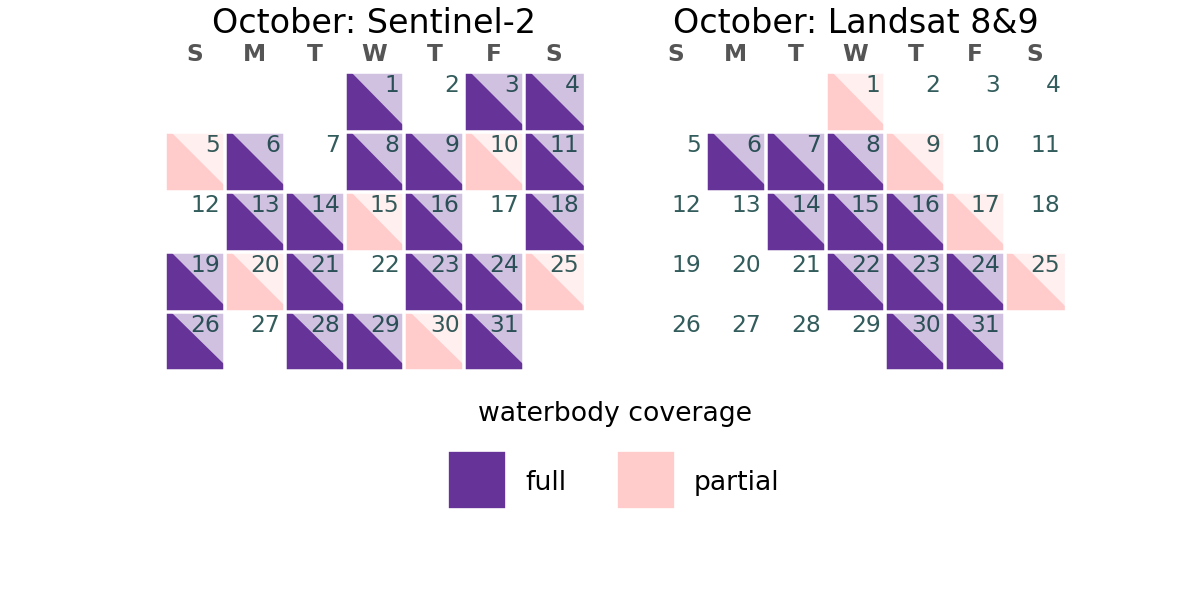 October: Sentinel-2
S M T W T F S
1 2 3 4
5 6 7 8 9 10 11
12 13 14 15 16 17 18
19 20 21 22 23 24 25
26 27 28 29 30 31
October: Landsat 8&9
S M T W T F S
1 2 3 4
5 6 7 8 9 10 11
12 13 14 15 16 17 18
19 20 21 22 23 24 25
26 27 28 29 30 31
waterbody coverage
full partial